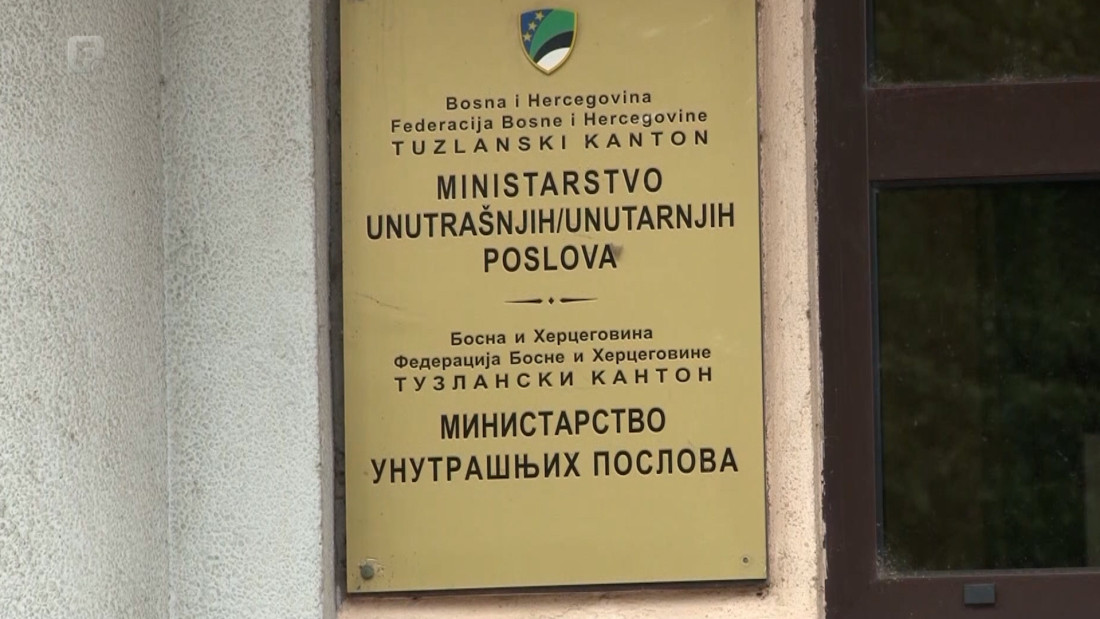 Bosna i Hercegovina
Federacija Bosne i Hercegovine
TUZLANSKI KANTON
MINISTARSTVO
UNUTRAŠNJIH/UNUTARNJIH
POSLOVA
Босна и Херцеговина
Федерација Босне и Херцеговине
ТУЗЛАНСКИ КАНТОН
МИНИСТАРСТВО
УНУТРАШЊИХ ПОСЛОВА